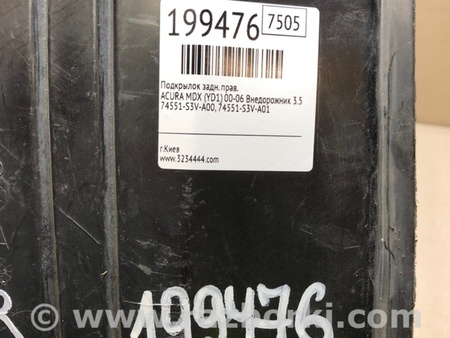 199476 7505
Подкрылок задн. прав.
ACURA MDX (YD1) 00-06 Внедорожник 3.5
74551-S3V-A00, 74551-S3V-A01
г.Киев
www.3234444.com
R 199476